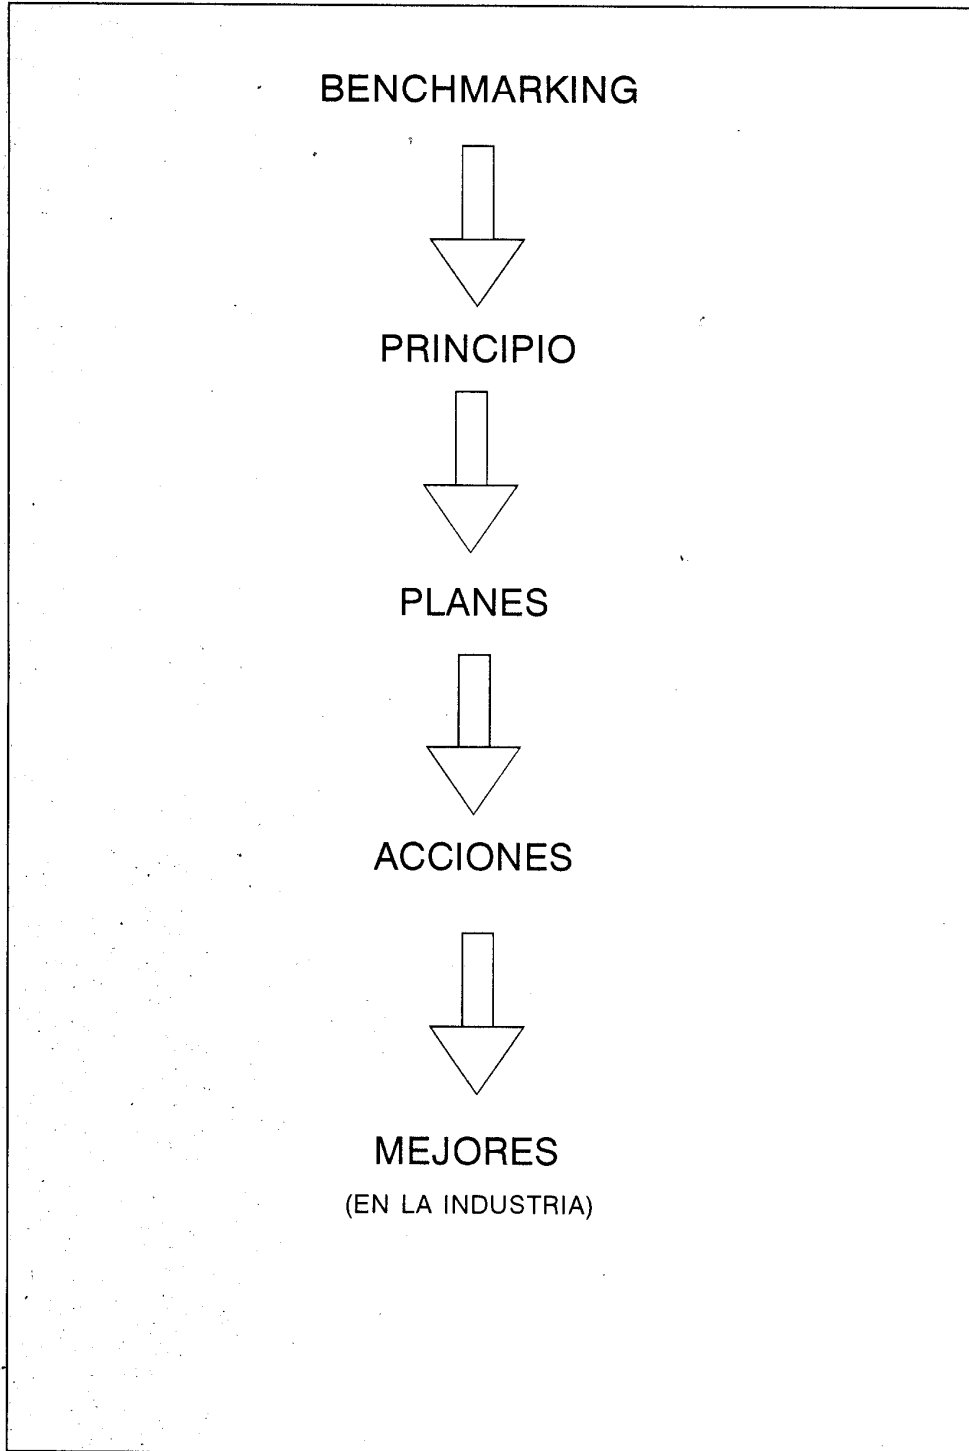 BENCHMARKING
PRINCIPIO
PLANES
ACCIONES
MEJORES
(EN LA INDUSTRIA)